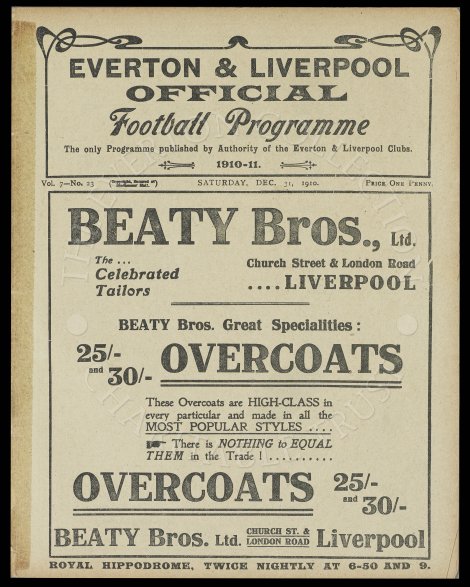 EVERTON & LIVERPOOL
OFFICIAL
Football Programme
The only Programme published by Authority of the Everton & Liverpool Clubs.
1910-11.
Vol. 7—No. 23
SATURDAY, DEC. 31, 1910.
PRICE ONE PENNY.
BEATY Bros., Ltd.
The ...
Celebrated
Tailors
Church Street & London Road
.... LIVERPOOL
BEATY Bros. Great Specialities:
25/- and 30/- OVERCOATS
These Overcoats are HIGH-CLASS in
every particular and made in all the
MOST POPULAR STYLES ....
There is NOTHING to EQUAL
THEM in the Trade! ..........
OVERCOATS 25/- and 30/-
BEATY Bros. Ltd. CHURCH ST. & LONDON ROAD Liverpool
ROYAL HIPPODROME, TWICE NIGHTLY AT 6-50 AND 9.